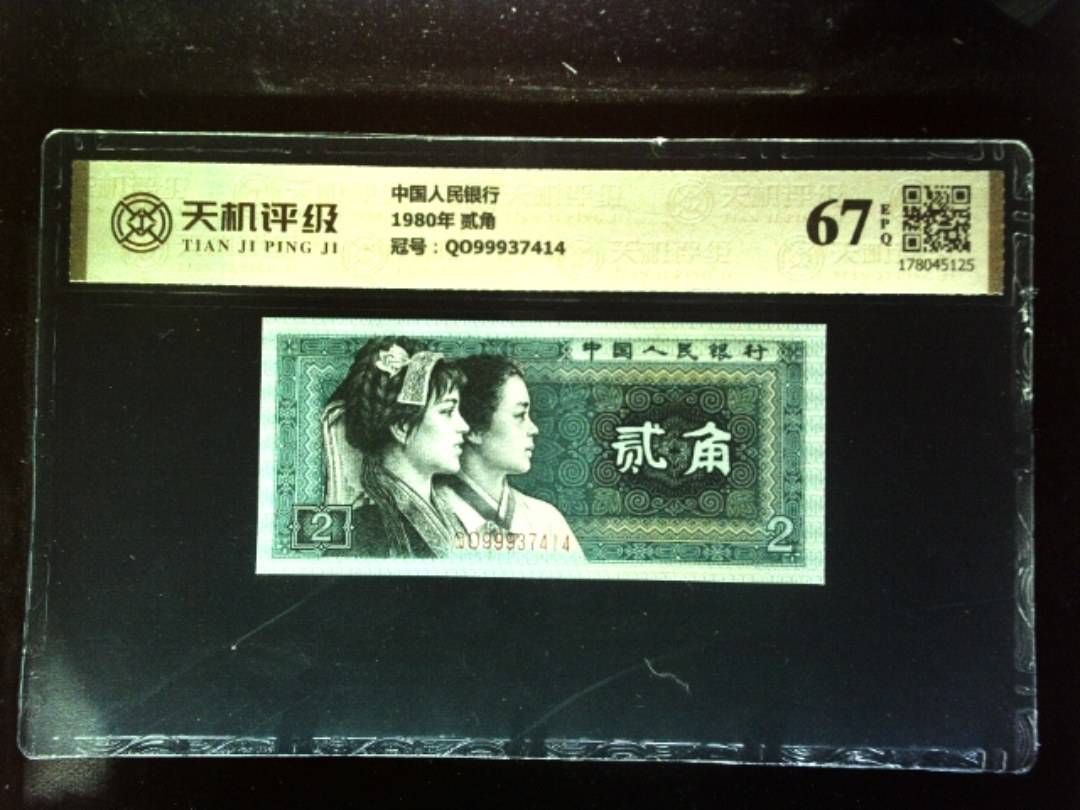 天机评级
TIAN JI PING JI
中国人民银行
1980年 贰角
冠号：QO99937414
67
EPQ
178045125
中国人民银行
贰角
2
QO99937414
2